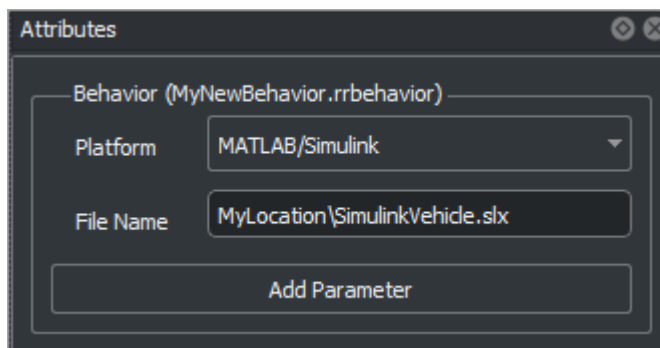 Attributes
Behavior (MyNewBehavior.rrbehavior)
Platform MATLAB/Simulink
File Name MyLocation\SimulinkVehicle.slx
Add Parameter